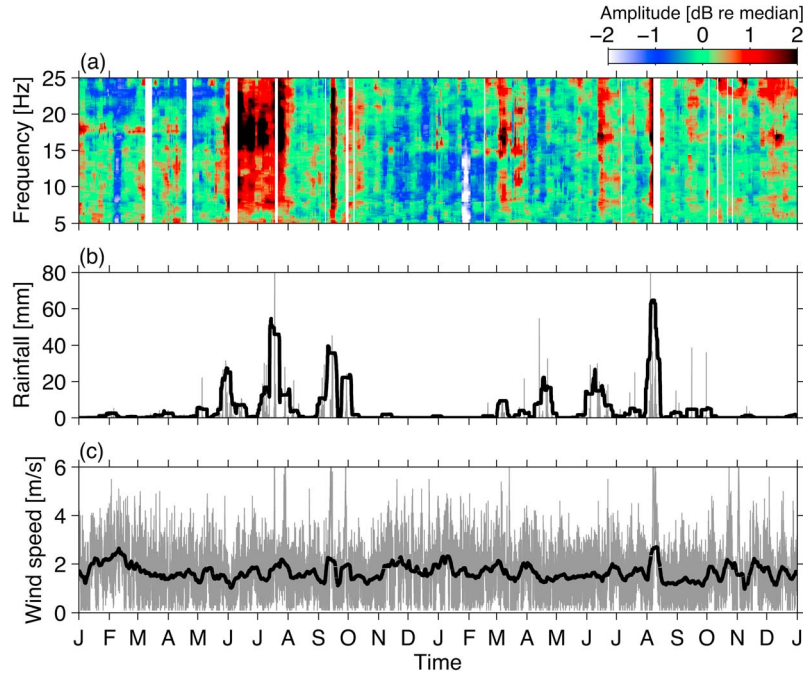 Amplitude [dB re median]
−2 −1 0 1 2
(a)
Frequency [Hz]
25
20
15
10
5
(b)
Rainfall [mm]
80
60
40
20
0
(c)
Wind speed [m/s]
6
4
2
0
J F M A M J J A S O N D J F M A M J J A S O N D J
Time